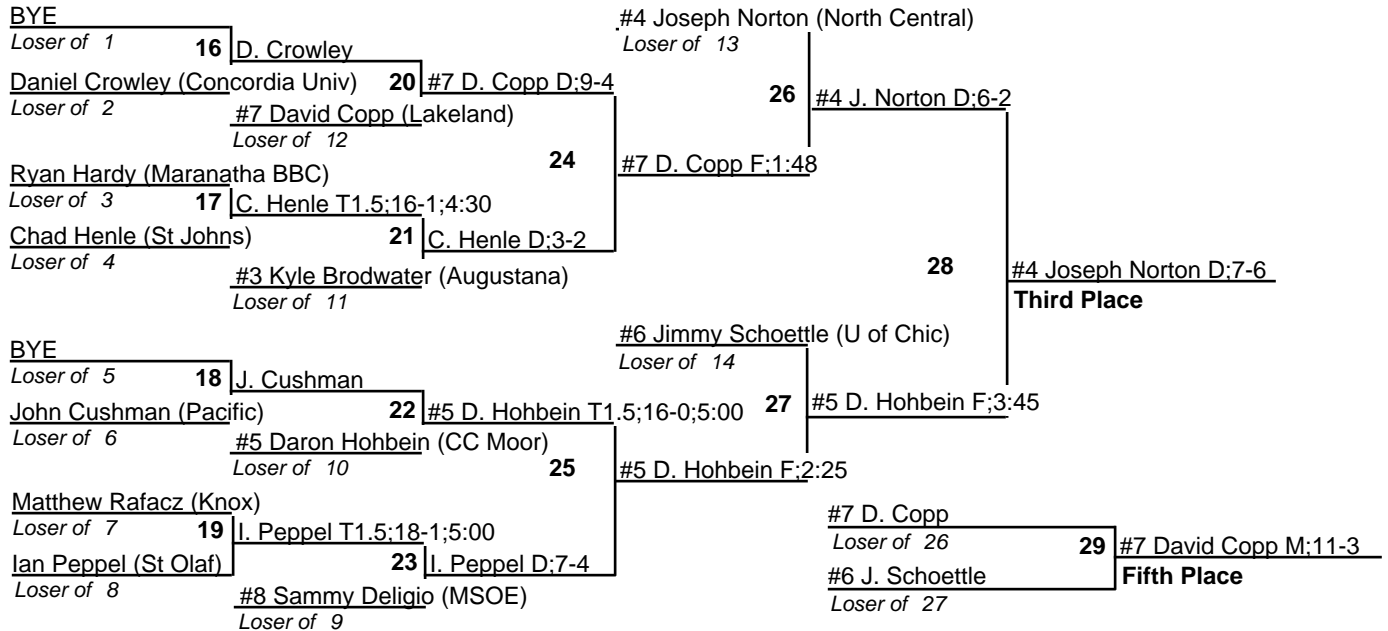 BYE
Loser of 1
16
D. Crowley
Daniel Crowley (Concordia Univ)
Loser of 2
20
#7 D. Copp D;9-4
#7 David Copp (Lakeland)
Loser of 12
24
Ryan Hardy (Maranatha BBC)
Loser of 3
17
C. Henle T1.5;16-1;4:30
Chad Henle (St Johns)
Loser of 4
21
C. Henle D;3-2
#3 Kyle Brodwater (Augustana)
Loser of 11
#4 Joseph Norton (North Central)
Loser of 13
26
#4 J. Norton D;6-2
#7 D. Copp F;1:48
28
#4 Joseph Norton D;7-6
Third Place
BYE
Loser of 5
18
J. Cushman
John Cushman (Pacific)
Loser of 6
22
#5 D. Hohbein T1.5;16-0;5:00
#5 Daron Hohbein (CC Moor)
Loser of 10
25
Matthew Rafacz (Knox)
Loser of 7
19
I. Peppel T1.5;18-1;5:00
Ian Peppel (St Olaf)
Loser of 8
23
I. Peppel D;7-4
#8 Sammy Deligio (MSOE)
Loser of 9
#6 Jimmy Schoettle (U of Chic)
Loser of 14
27
#5 D. Hohbein F;3:45
#5 D. Hohbein F;2:25
#7 D. Copp
Loser of 26
29
#7 David Copp M;11-3
Fifth Place
#6 J. Schoettle
Loser of 27